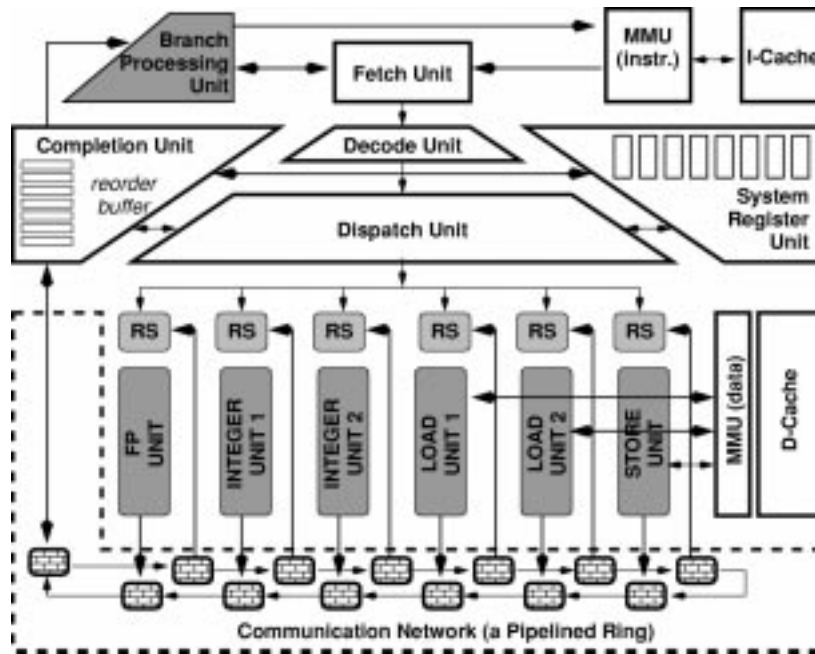 Branch
Processing
Unit
Fetch Unit
MMU
(instr.)
I-Cache
Completion Unit
reorder
buffer
Decode Unit
System
Register
Unit
Dispatch Unit
RS
RS
RS
RS
RS
RS
FP
UNIT
INTEGER
UNIT 1
INTEGER
UNIT 2
LOAD
UNIT 1
LOAD
UNIT 2
STORE
UNIT
MMU (data)
D-Cache
Communication Network (a Pipelined Ring)